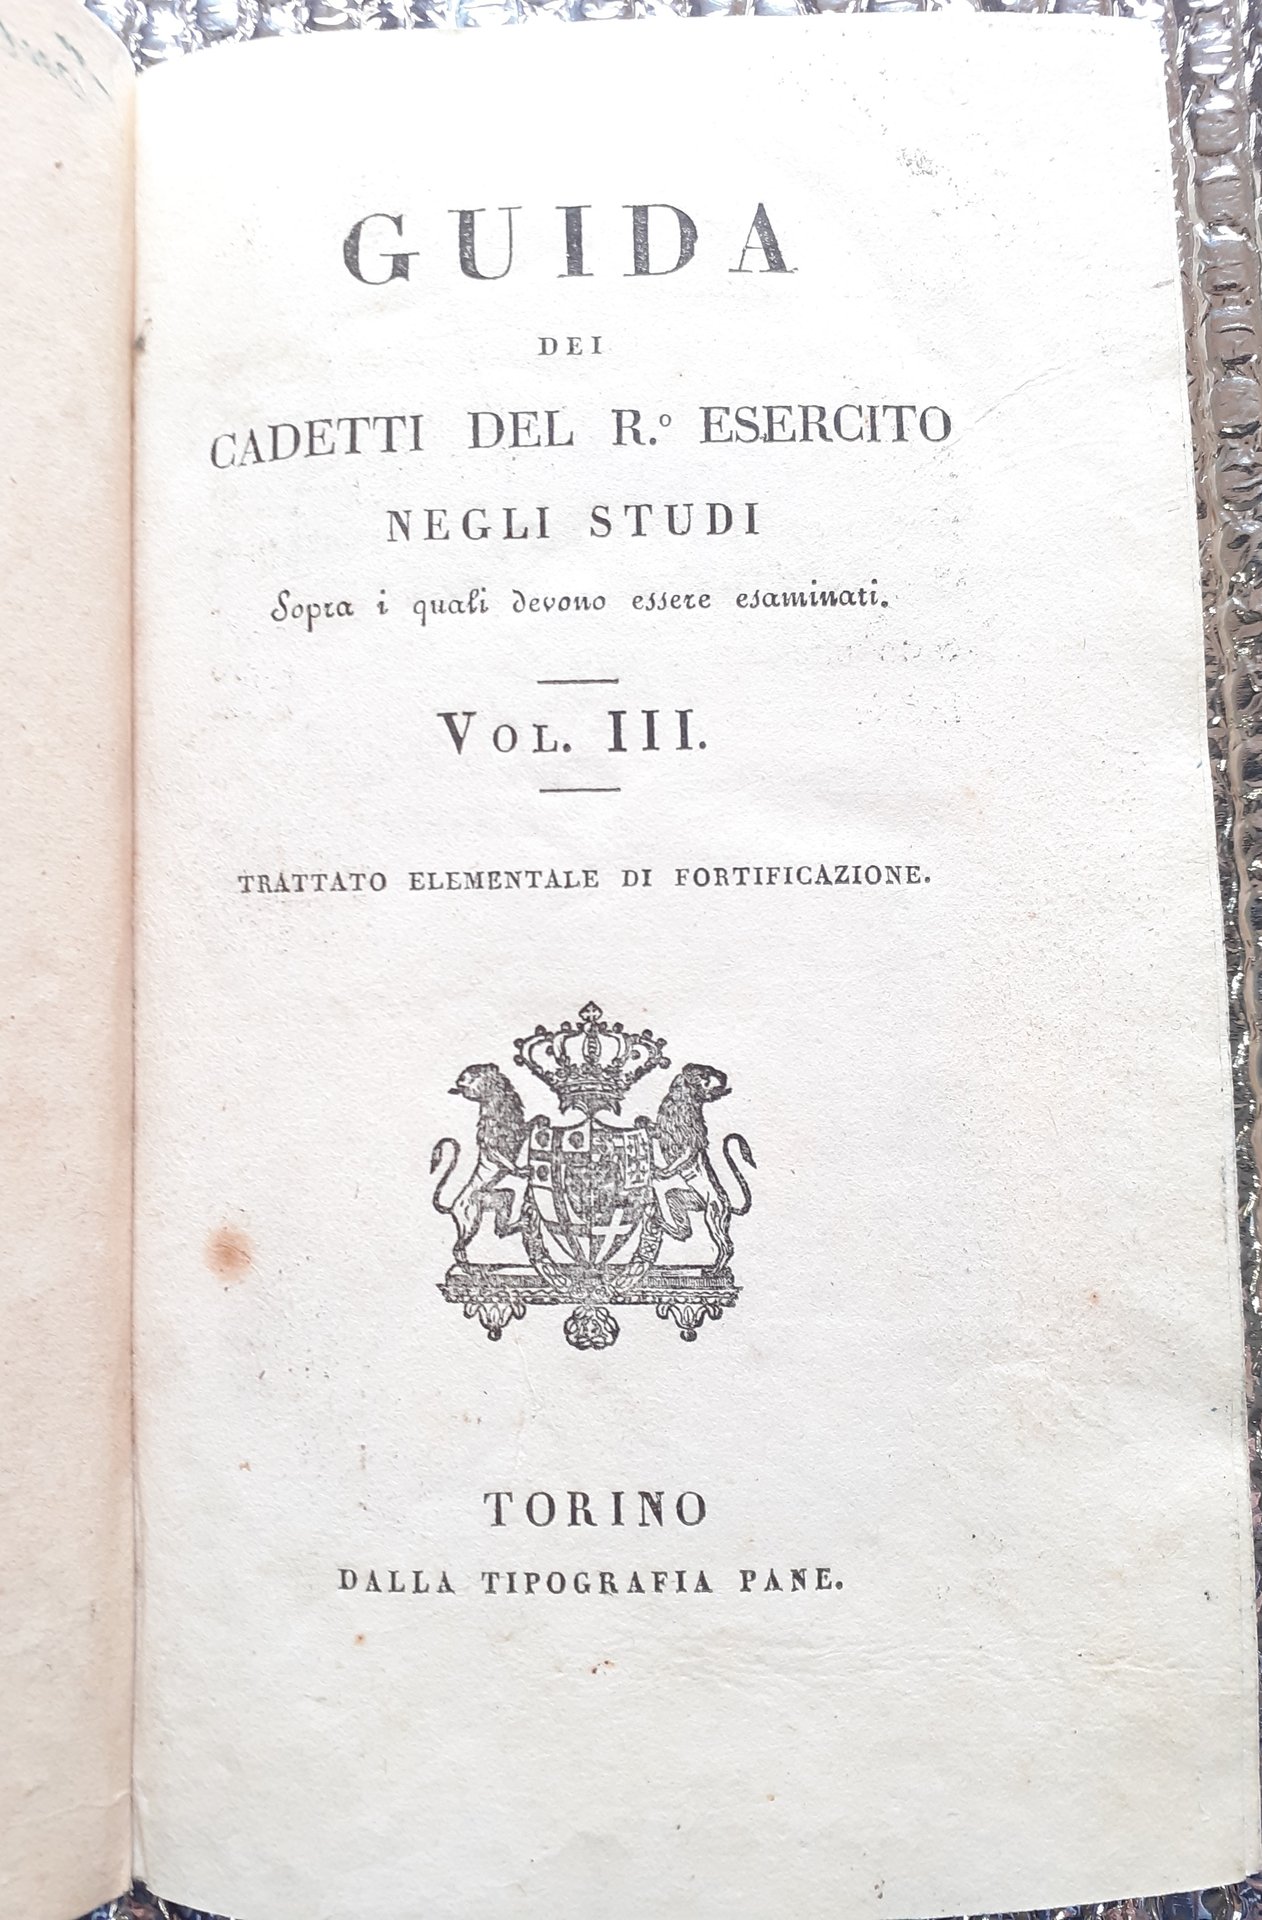 GUIDA
DEI
CADETTI DEL R.º ESERCITO
NEGLI STUDI
Sopra i quali devono essere esaminati.
VOL. III.
TRATTATO ELEMENTALE DI FORTIFICAZIONE.
TORINO
DALLA TIPOGRAFIA PANE.